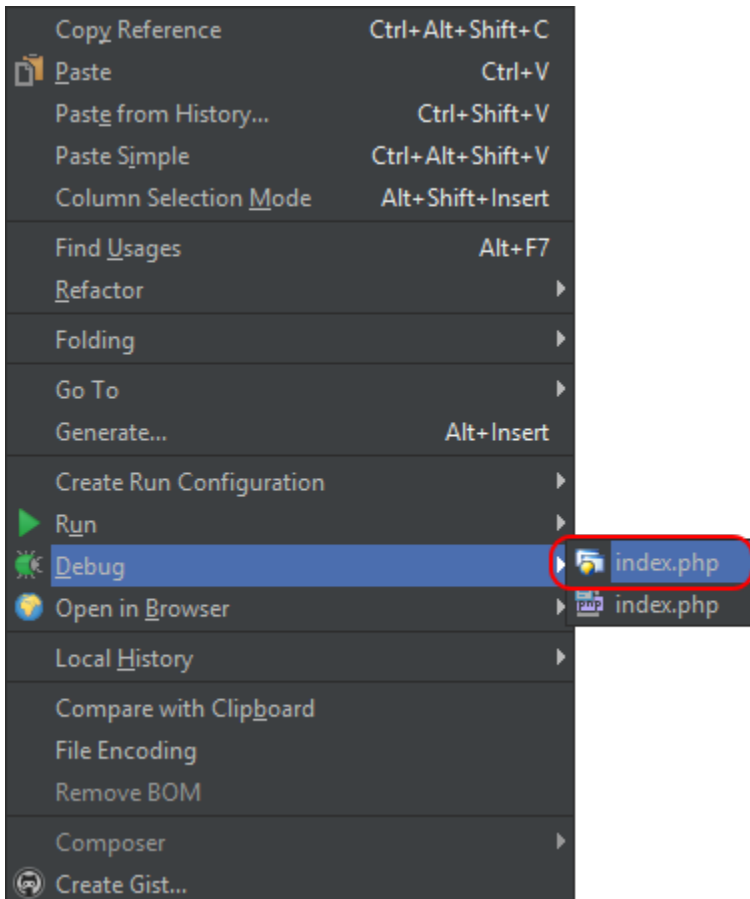 Copy Reference Ctrl+Alt+Shift+C
Paste Ctrl+V
Paste from History... Ctrl+Shift+V
Paste Simple Ctrl+Alt+Shift+V
Column Selection Mode Alt+Shift+Insert
Find Usages Alt+F7
Refactor
Folding
Go To
Generate... Alt+Insert
Create Run Configuration
Run
Debug index.php
Open in Browser index.php
Local History
Compare with Clipboard
File Encoding
Remove BOM
Composer
Create Gist...